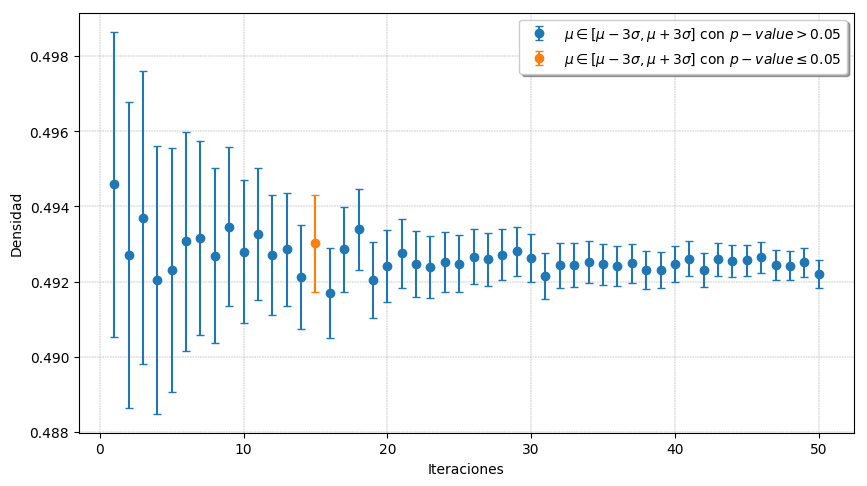 0.498
0.496
0.494
0.492
0.490
0.488
Densidad
μ ∈ [μ − 3σ, μ + 3σ] con p − value > 0.05
μ ∈ [μ − 3σ, μ + 3σ] con p − value ≤ 0.05
0 10 20 30 40 50
Iteraciones